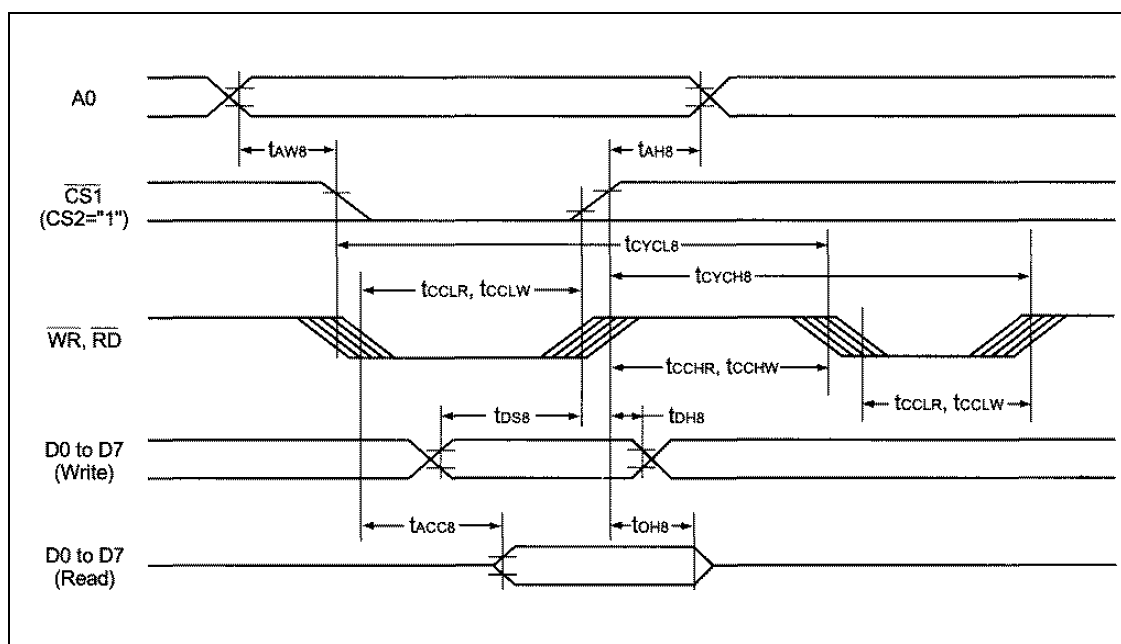 A0
tAW8
tAH8
CS1
(CS2="1")
tCYCL8
tCYCH8
tCCLR, tCCLW
WR, RD
tCCHR, tCCHW
tCCLR, tCCLW
tDS8
tDH8
D0 to D7
(Write)
tACC8
tOH8
D0 to D7
(Read)